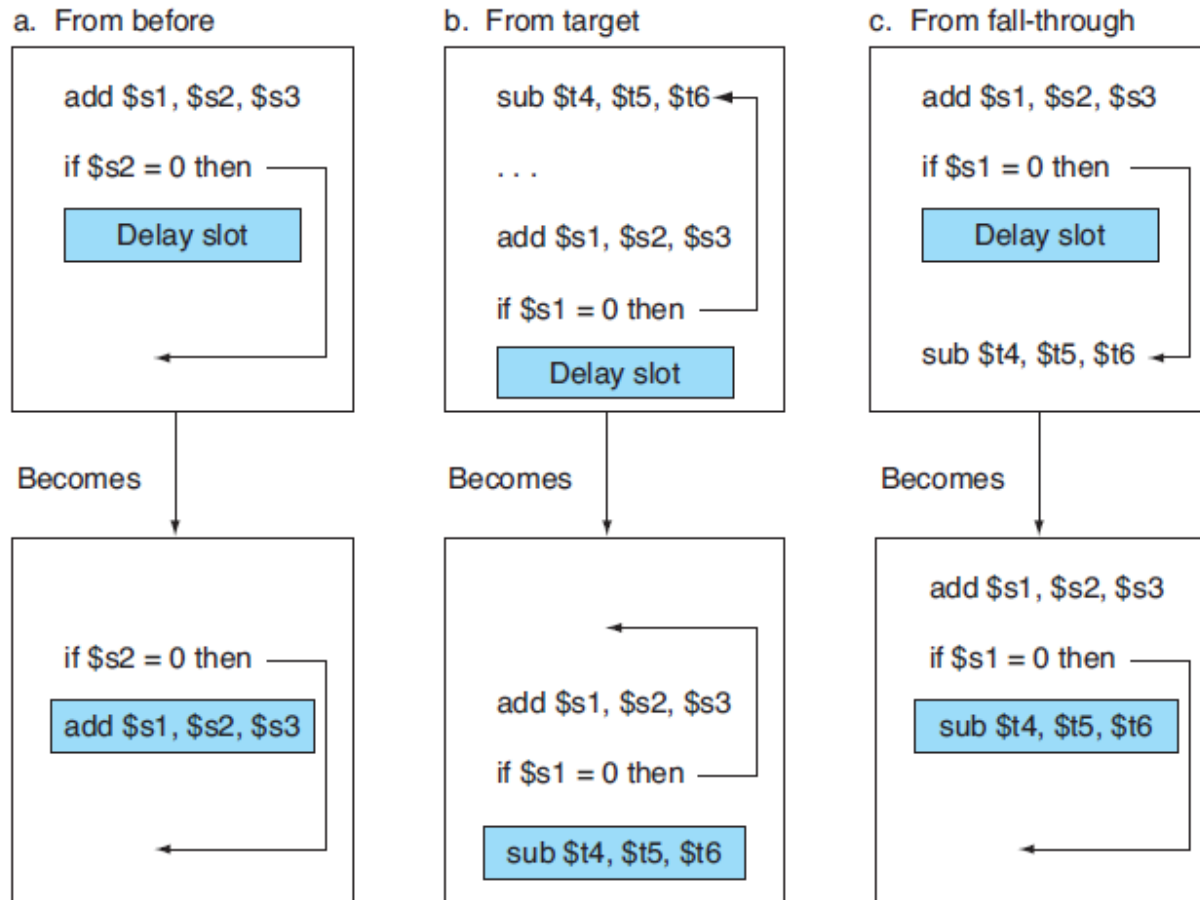 a. From before
add $s1, $s2, $s3
if $s2 = 0 then
Delay slot
Becomes
if $s2 = 0 then
add $s1, $s2, $s3
b. From target
sub $t4, $t5, $t6
. . .
add $s1, $s2, $s3
if $s1 = 0 then
Delay slot
Becomes
add $s1, $s2, $s3
if $s1 = 0 then
sub $t4, $t5, $t6
c. From fall-through
add $s1, $s2, $s3
if $s1 = 0 then
Delay slot
sub $t4, $t5, $t6
Becomes
add $s1, $s2, $s3
if $s1 = 0 then
sub $t4, $t5, $t6